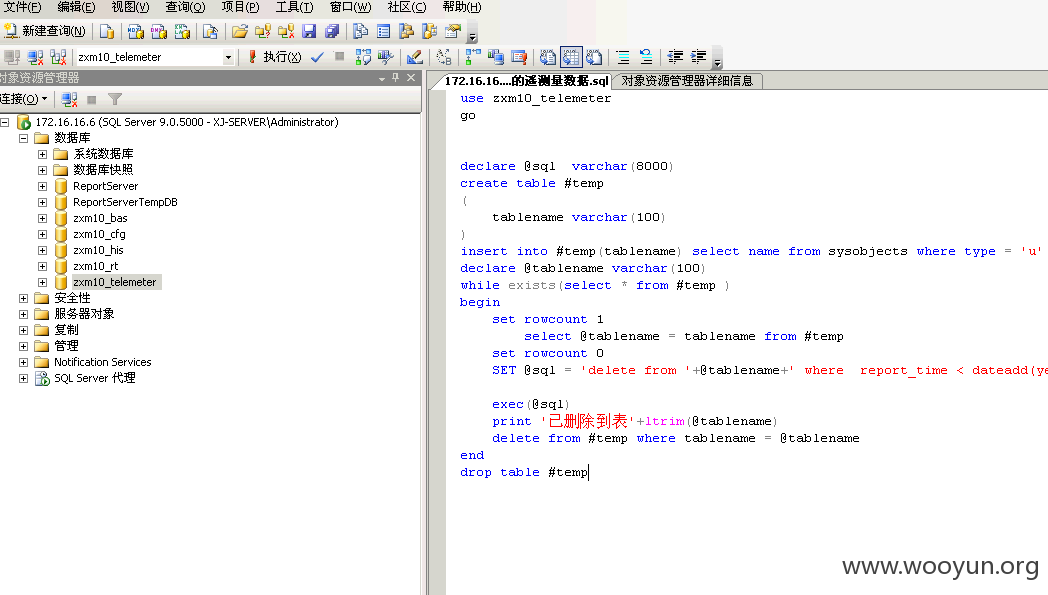 文件(F) 编辑(E) 视图(V) 查询(Q) 项目(P) 工具(T) 窗口(W) 社区(C) 帮助(H)
新建查询(N)
zxm10_telemeter 执行(X)
对象资源管理器
连接(O)
172.16.16.6 (SQL Server 9.0.5000 - XJ-SERVER\Administrator)
数据库
系统数据库
数据库快照
ReportServer
ReportServerTempDB
zxm10_bas
zxm10_cfg
zxm10_his
zxm10_rt
zxm10_telemeter
安全性
服务器对象
复制
管理
Notification Services
SQL Server 代理
172.16.16....的遥测量数据.sql 对象资源管理器详细信息
use zxm10_telemeter
go
declare @sql  varchar(8000)
create table #temp
(
    tablename varchar(100)
)
insert into #temp(tablename) select name from sysobjects where type = 'u'
declare @tablename varchar(100)
while exists(select * from #temp )
begin
    set rowcount 1
        select @tablename = tablename from #temp
    set rowcount 0
    SET @sql = 'delete from '+@tablename+' where  report_time < dateadd(ye
    exec(@sql)
    print '已删除到表'+ltrim(@tablename)
    delete from #temp where tablename = @tablename
end
drop table #temp
www.wooyun.org